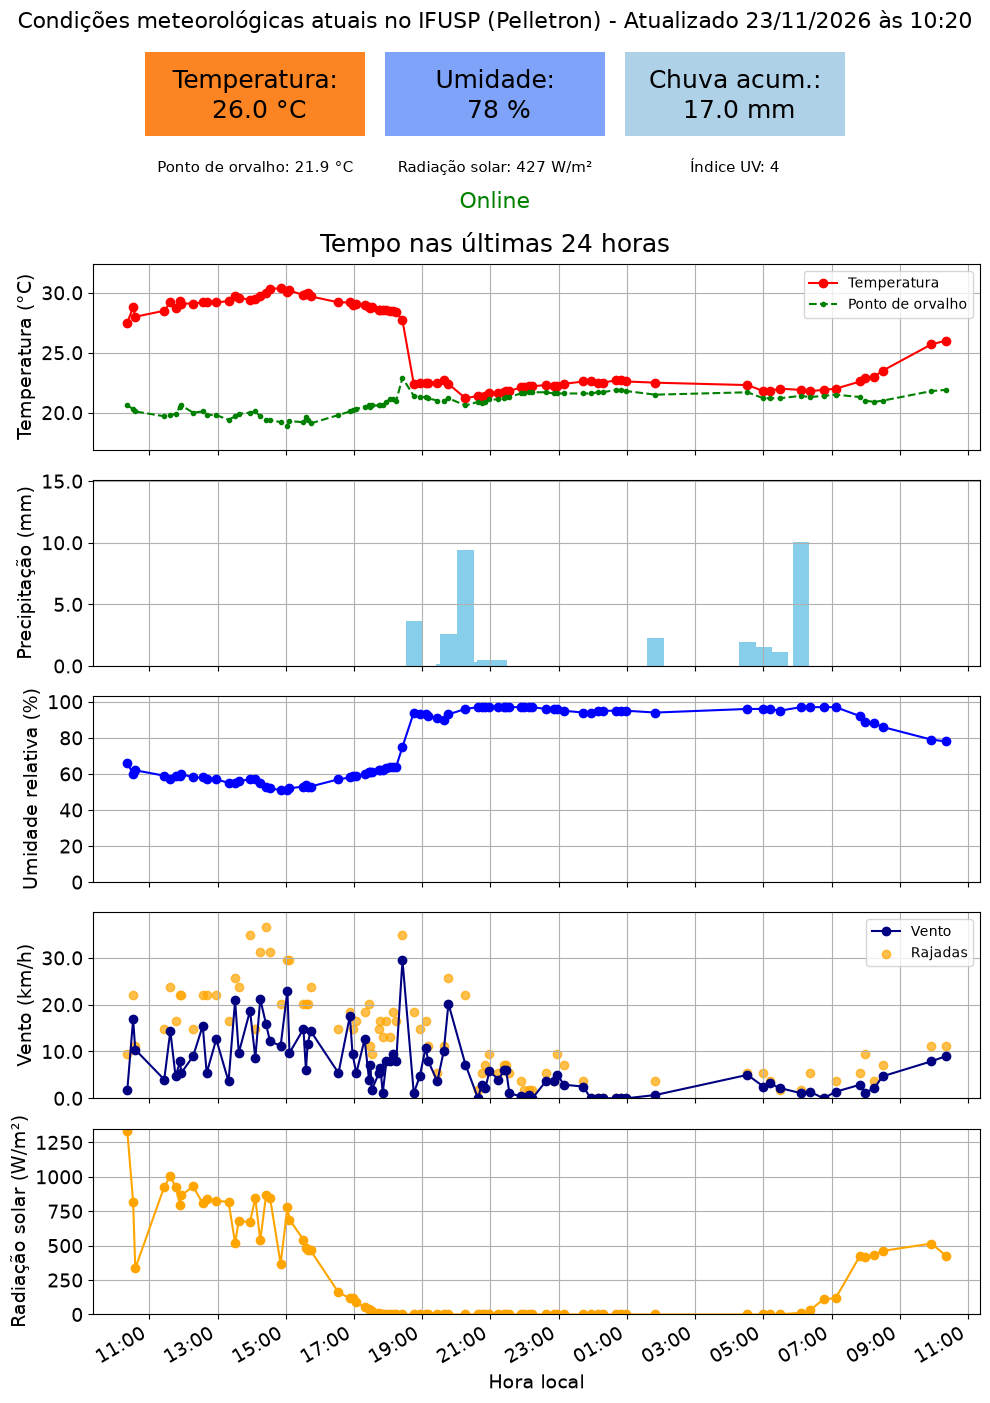 Condições meteorológicas atuais no IFUSP (Pelletron) - Atualizado 23/11/2026 às 10:20
Temperatura:
26.0 °C
Umidade:
78 %
Chuva acum.:
17.0 mm
Ponto de orvalho: 21.9 °C
Radiação solar: 427 W/m²
Índice UV: 4
Online
Tempo nas últimas 24 horas
Temperatura (°C)
30.0
25.0
20.0
Temperatura
Ponto de orvalho
Precipitação (mm)
15.0
10.0
5.0
0.0
Umidade relativa (%)
100
80
60
40
20
0
Vento (km/h)
30.0
20.0
10.0
0.0
Vento
Rajadas
Radiação solar (W/m²)
1250
1000
750
500
250
0
11:00
13:00
15:00
17:00
19:00
21:00
23:00
01:00
03:00
05:00
07:00
09:00
11:00
Hora local